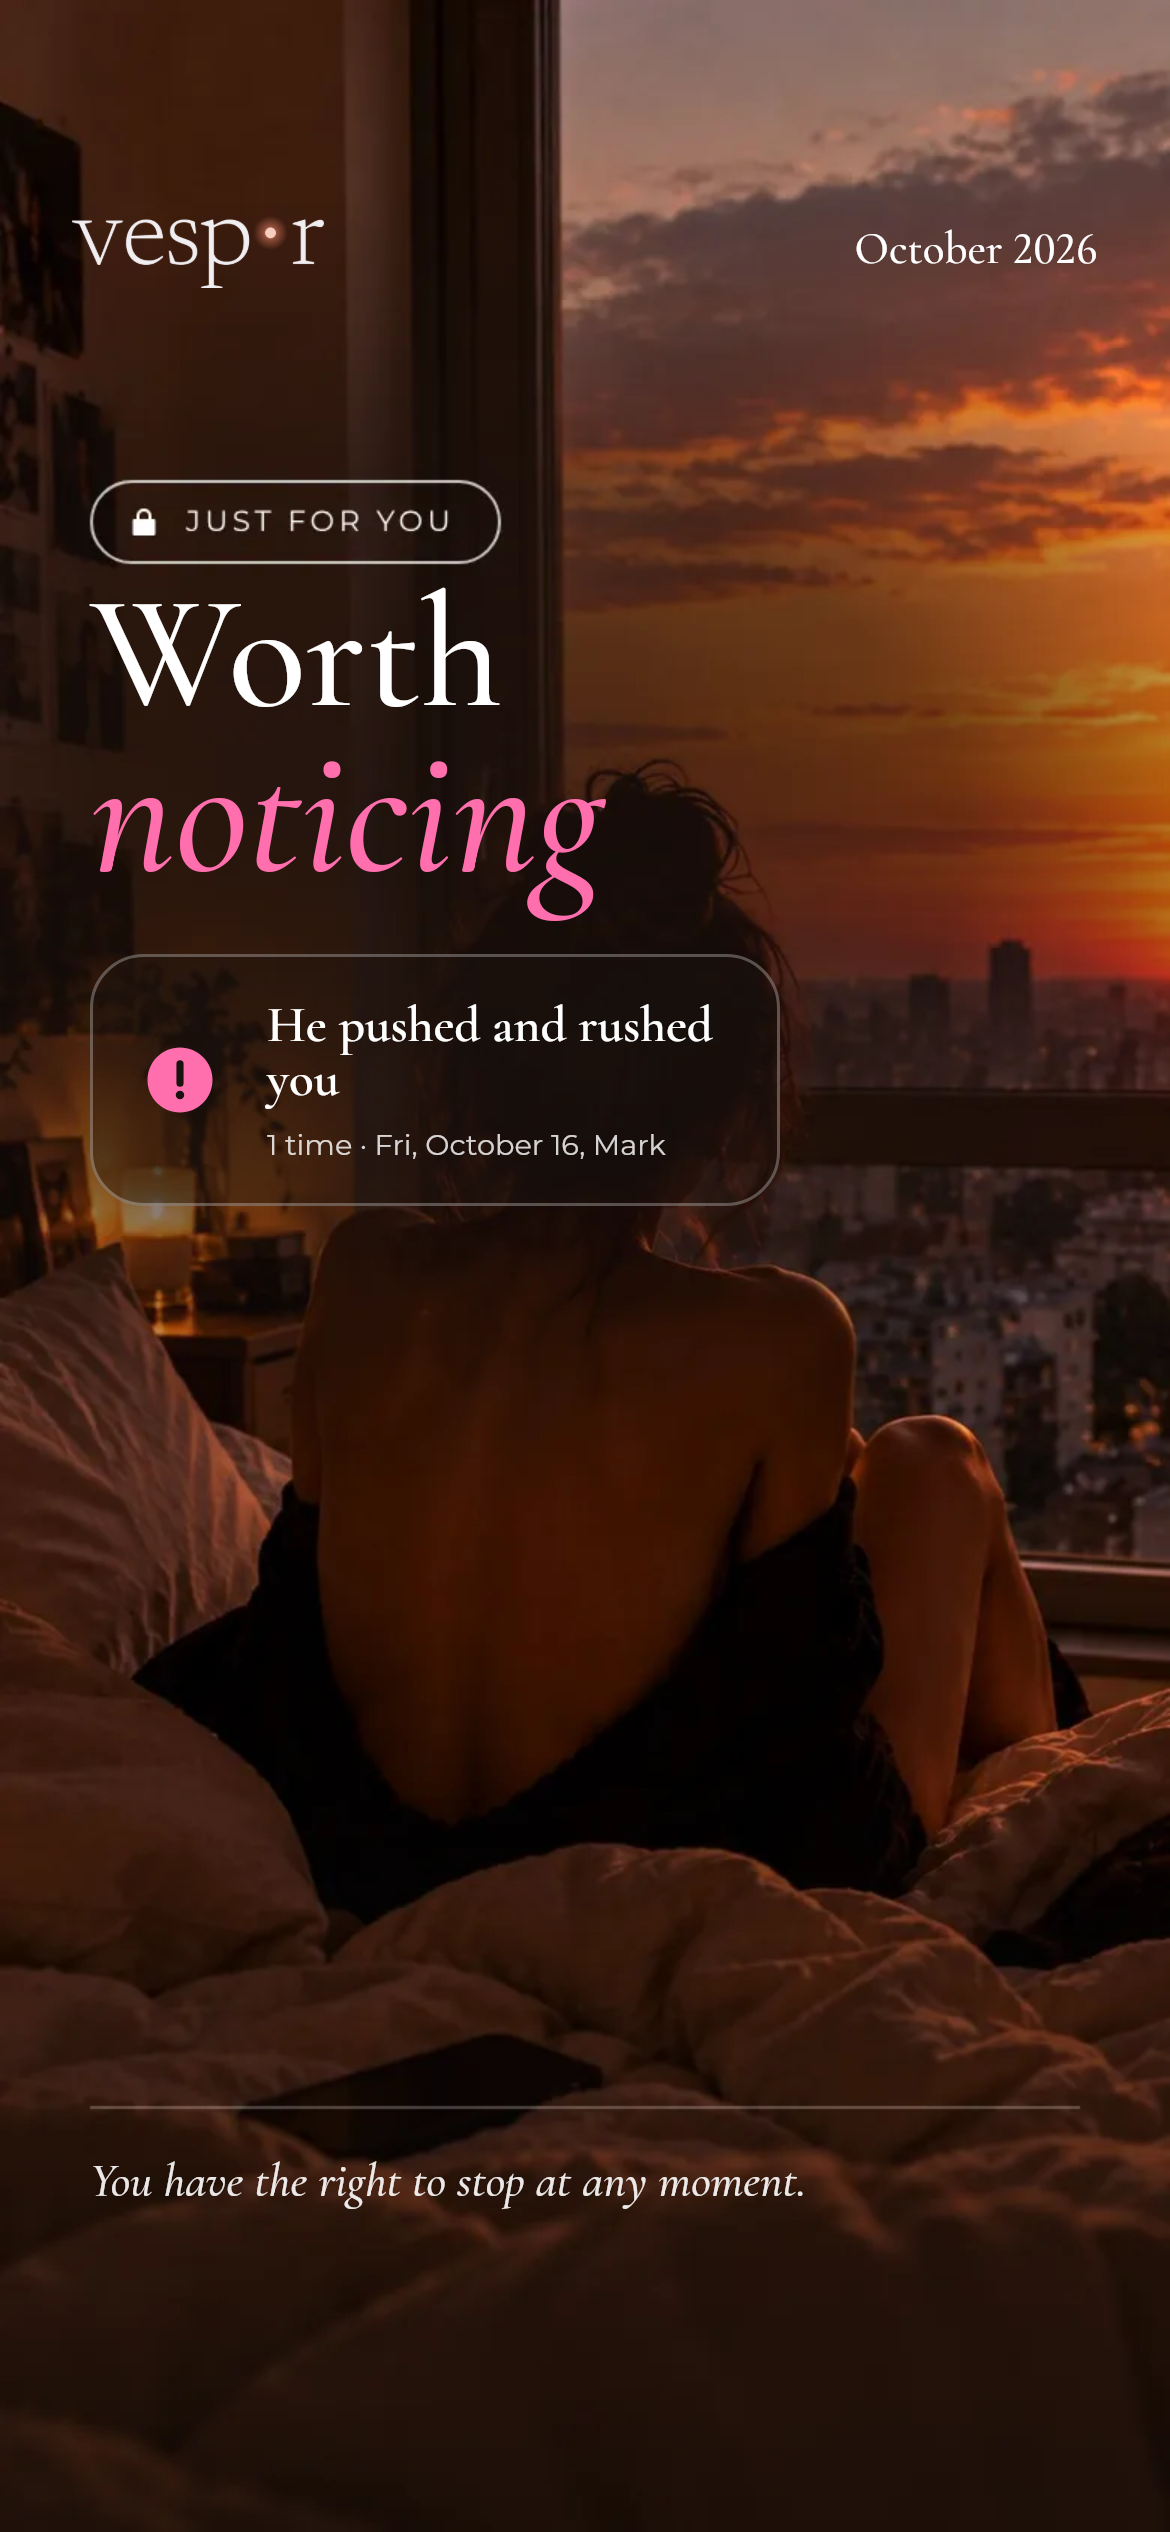 vesp•r
October 2026
JUST FOR YOU
Worth
noticing
He pushed and rushed
you
1 time · Fri, October 16, Mark
You have the right to stop at any moment.